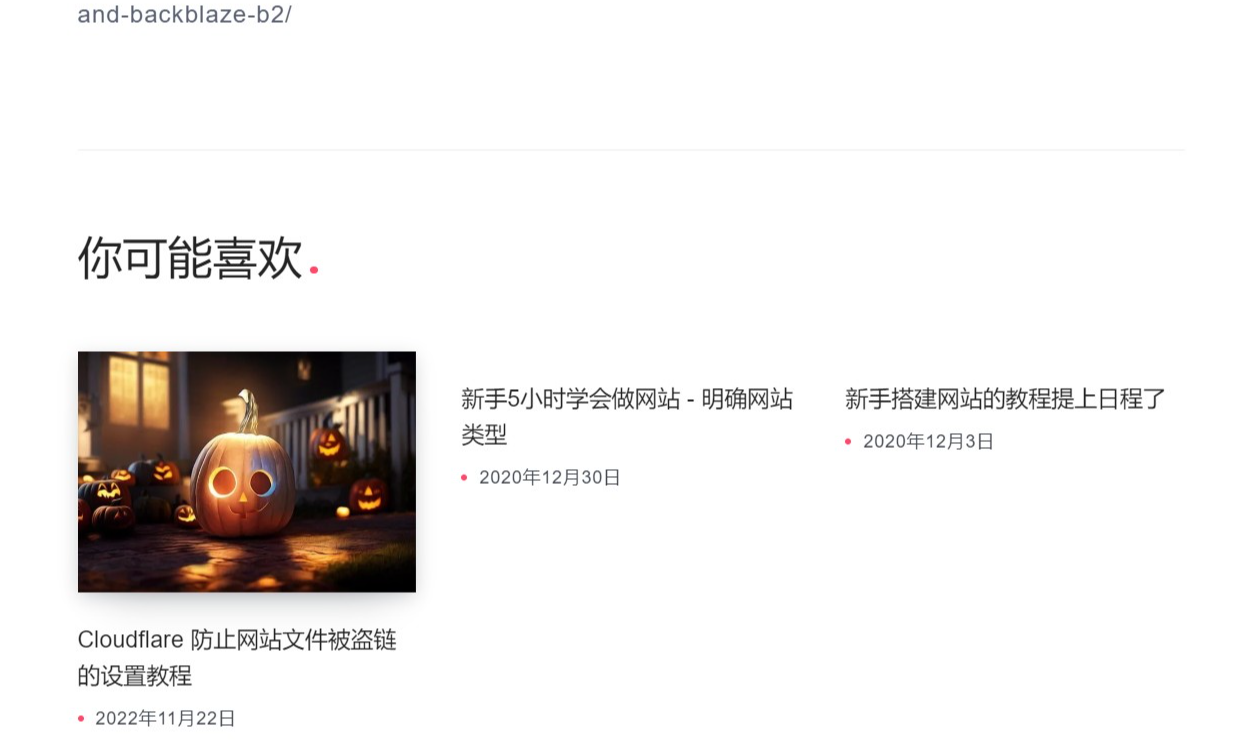 and-backblaze-b2/
你可能喜欢.
Cloudflare 防止网站文件被盗链
的设置教程
2022年11月22日
新手5小时学会做网站 - 明确网站
类型
2020年12月30日
新手搭建网站的教程提上日程了
2020年12月3日